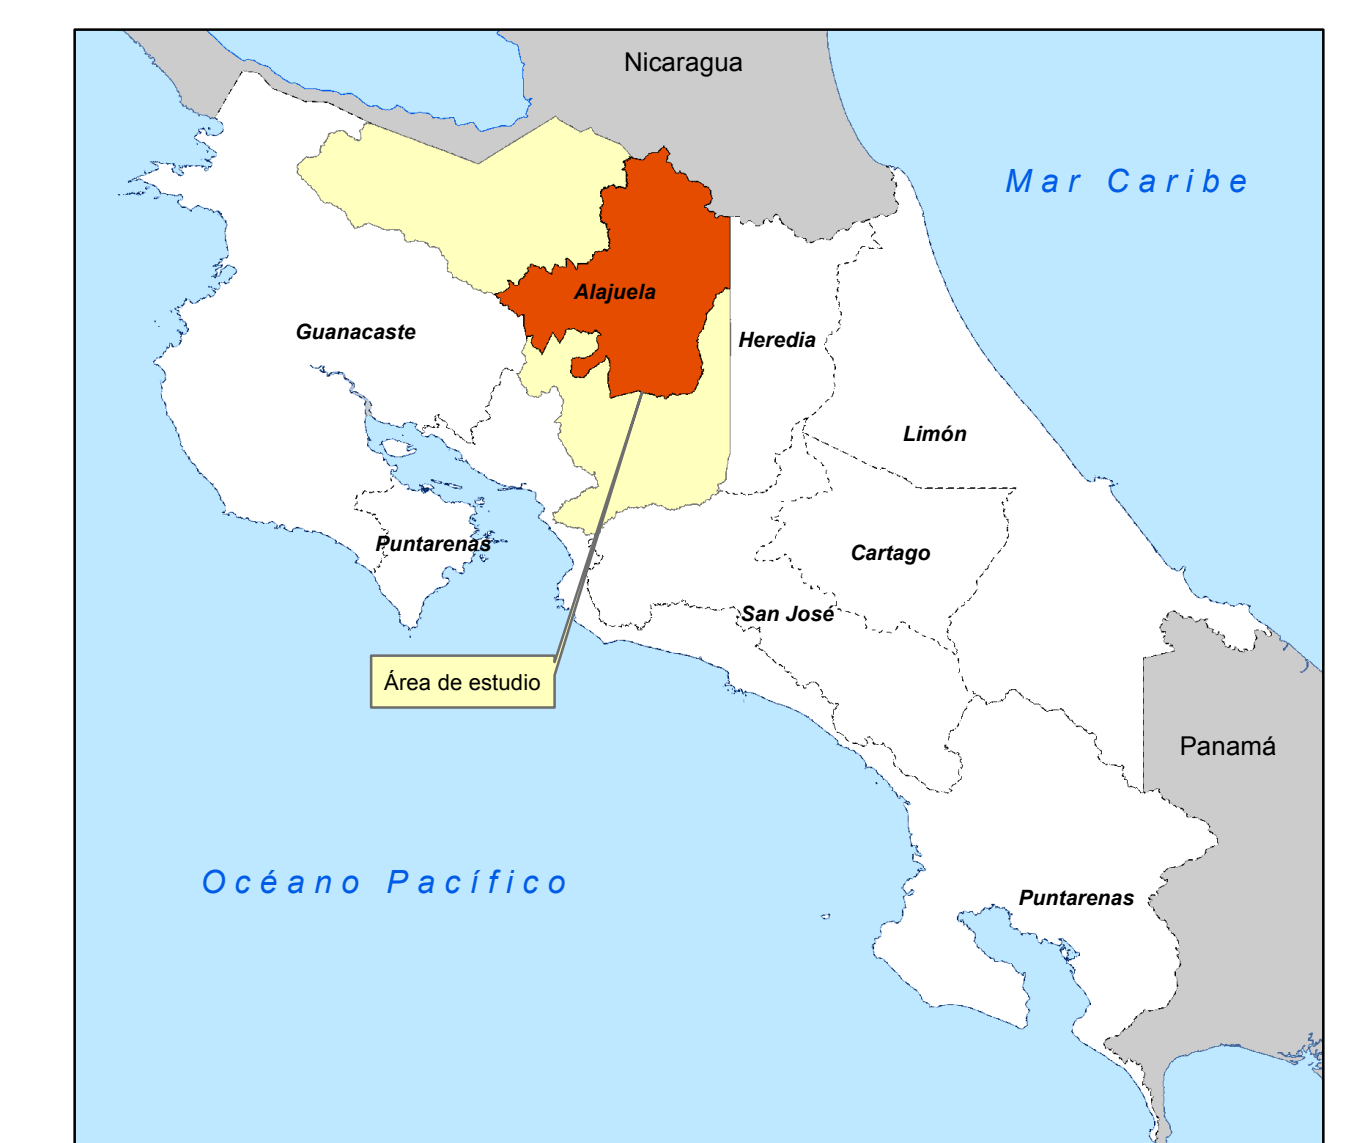 Nicaragua
Mar Caribe
Alajuela
Guanacaste
Heredia
Limón
Puntarenas
Cartago
San José
Área de estudio
Panamá
Océano Pacífico
Puntarenas